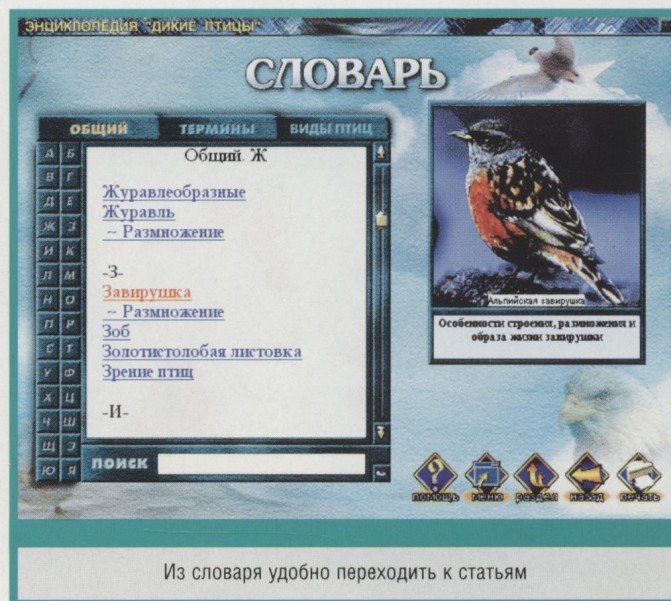 ЭНЦИКЛОПЕДИЯ "ДИКИЕ ПТИЦЫ"
СЛОВАРЬ
ОБЩИЙ ТЕРМИНЫ ВИДЫ ПТИЦ
А Б
В Г
Д Е
Ж З
И К
Л М
Н О
П Р
С Т
У Ф
Х Ц
Ч Ш
Щ Э
Ю Я
Общий. Ж
Журавлеобразные
Журавль
~ Размножение
-З-
Завирушка
~ Размножение
Зоб
Золотистолобая листовка
Зрение птиц
-И-
ПОИСК
Альпийская завирушка
Особенности строения, размножения и
образа жизни завирушки
помощь меню раздел назад печать
Из словаря удобно переходить к статьям